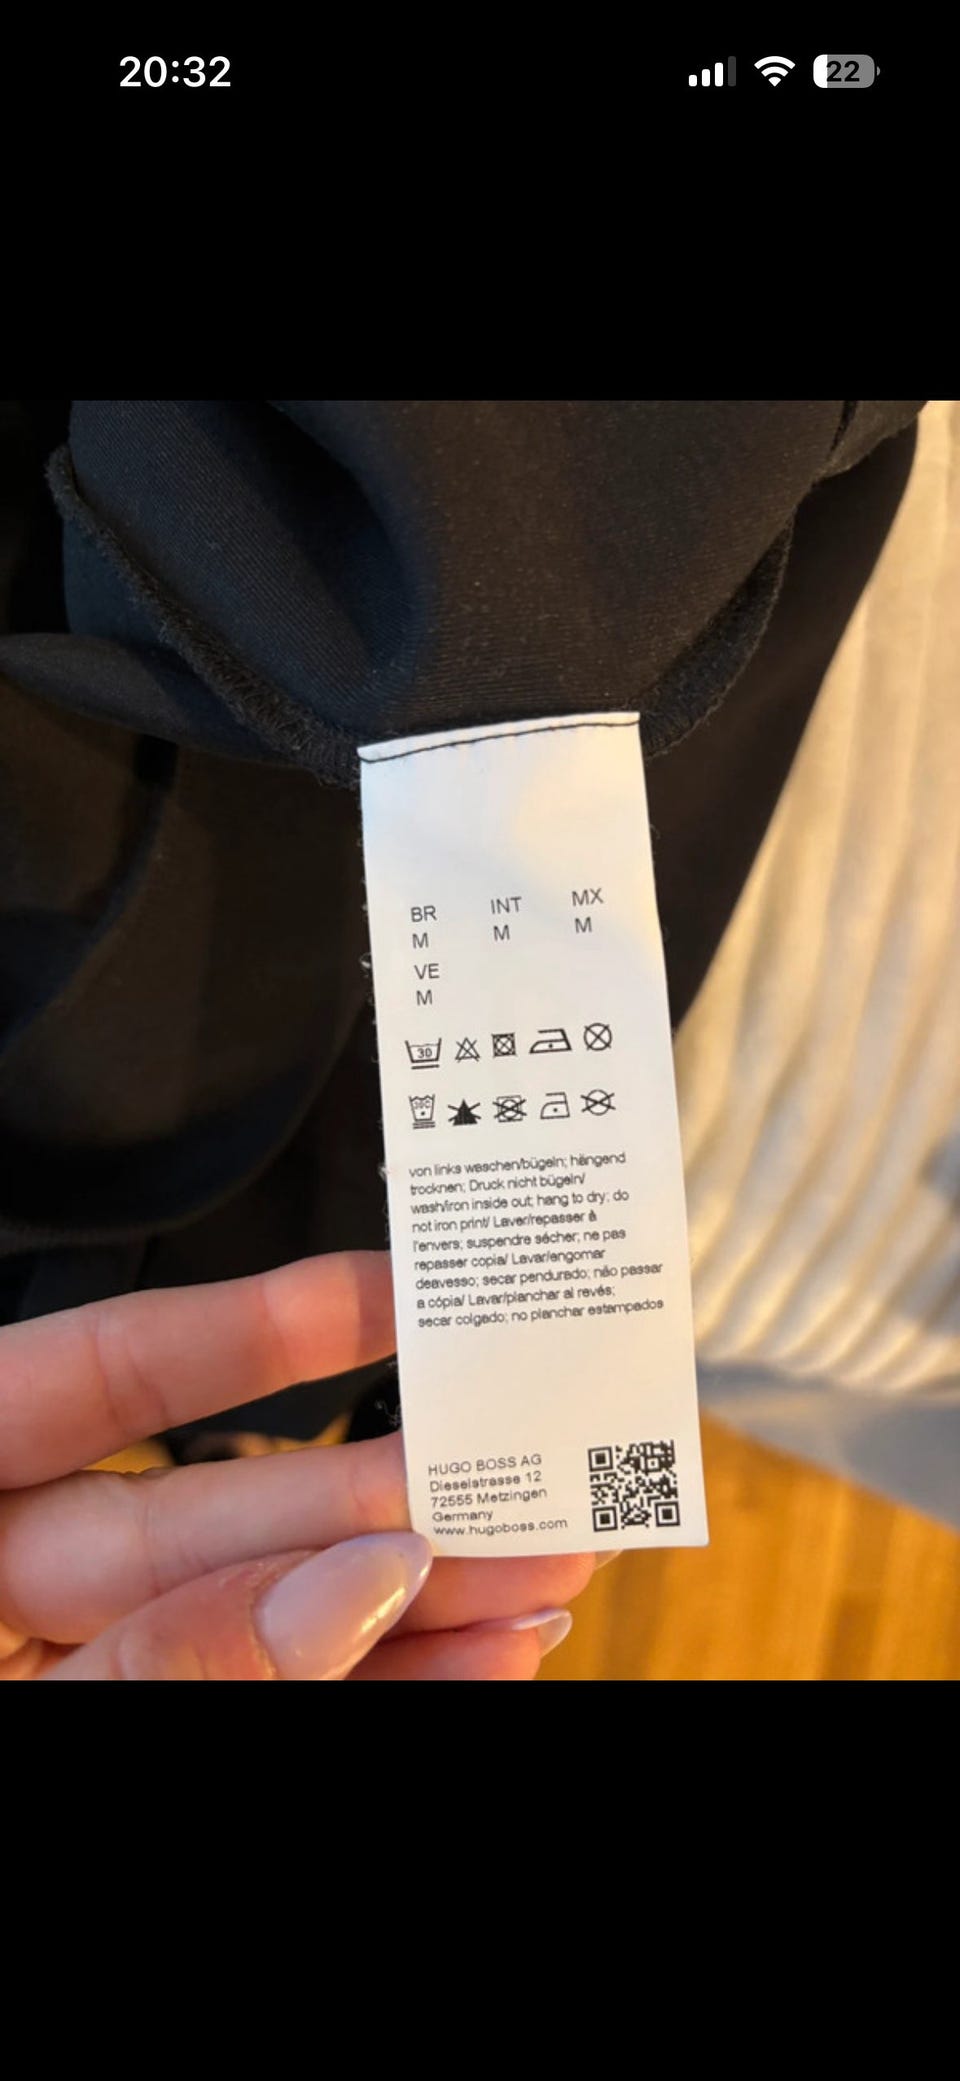 20:32
22
BR INT MX
M M M
VE
M
30
30C
von links waschen/bügeln; hängend
trocknen; Druck nicht bügeln/
wash/iron inside out; hang to dry; do
not iron print/ Laver/repasser à
l'envers; suspendre sécher; ne pas
repasser copia/ Lavar/engomar
deavesso; secar pendurado; não passar
a cópia/ Lavar/planchar al revés;
secar colgado; no planchar estampados
HUGO BOSS AG
Dieselstrasse 12
72555 Metzingen
Germany
www.hugoboss.com